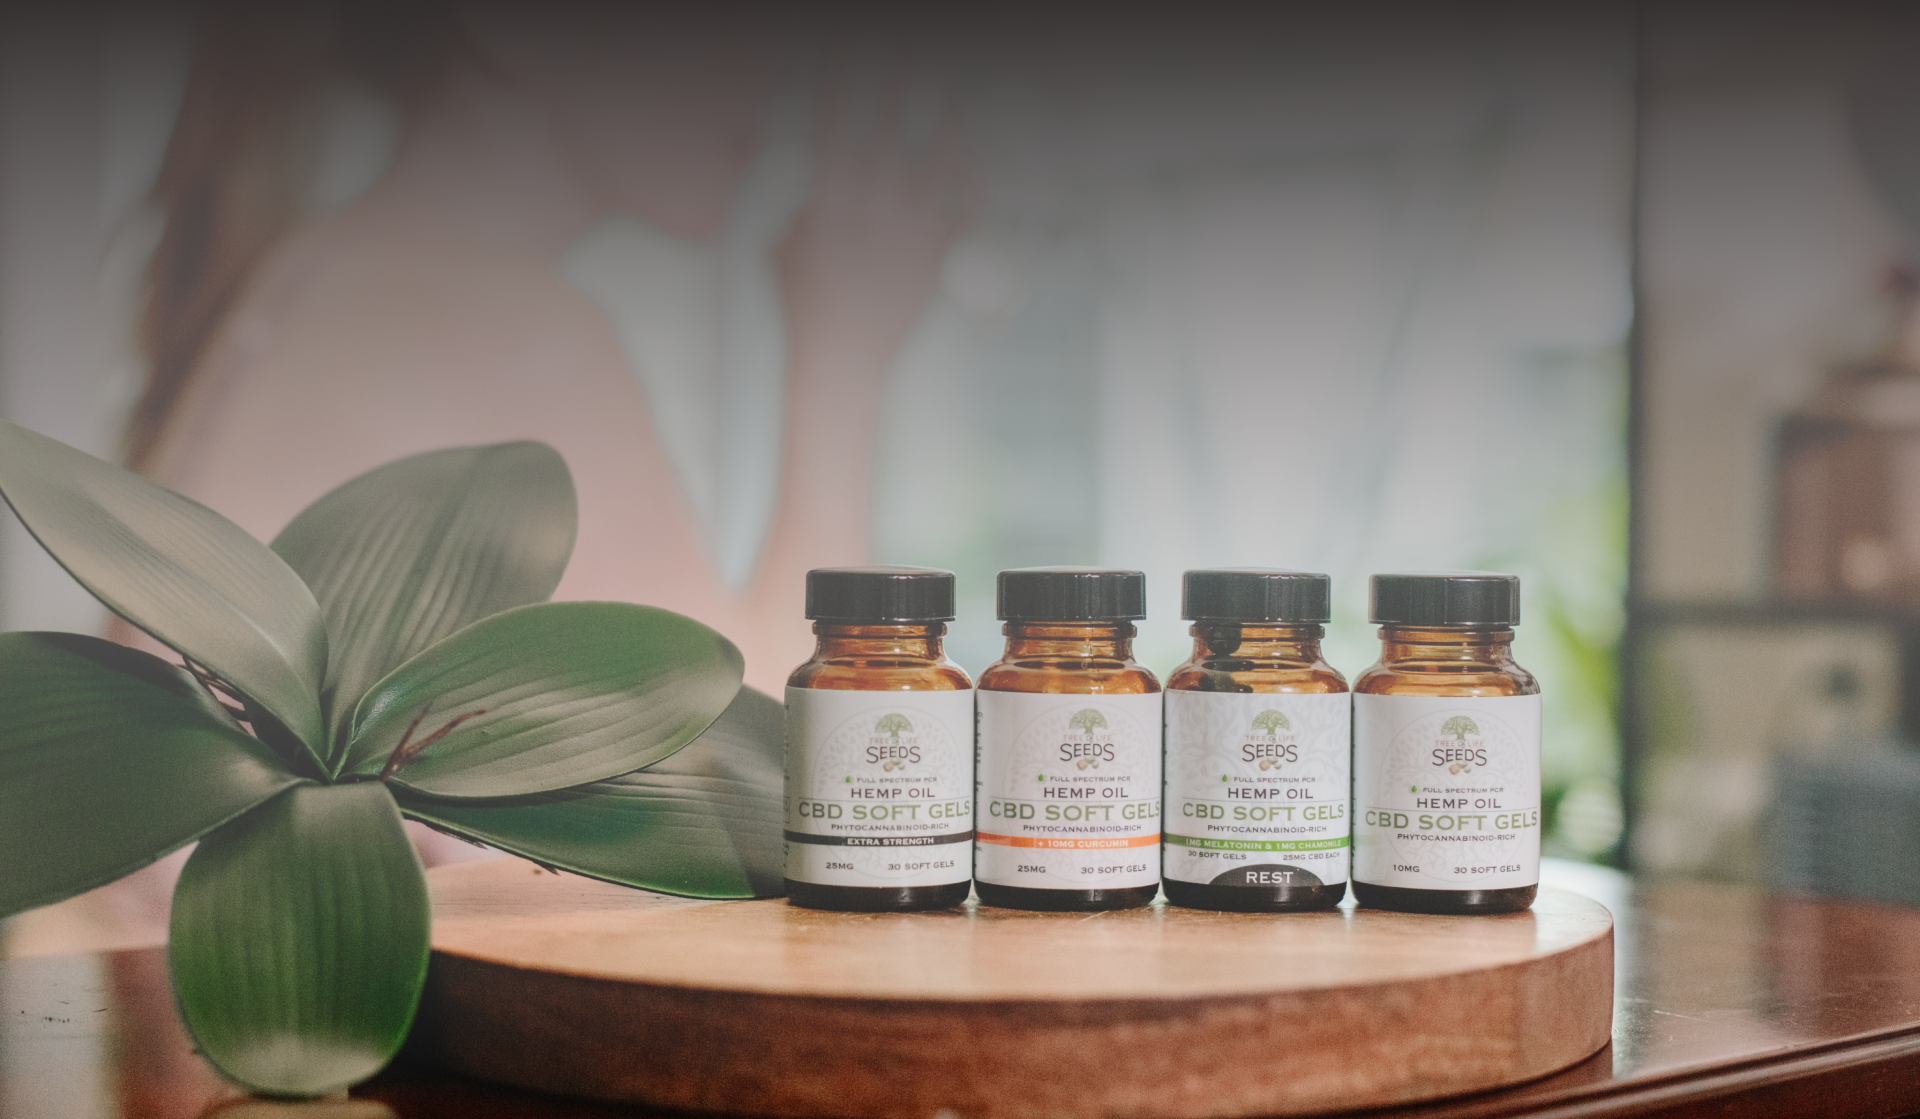 TREE OF LIFE
SEEDS
FULL SPECTRUM PCR
HEMP OIL
CBD SOFT GELS
PHYTOCANNABINOID-RICH
EXTRA STRENGTH
25MG 30 SOFT GELS
TREE OF LIFE
SEEDS
FULL SPECTRUM PCR
HEMP OIL
CBD SOFT GELS
PHYTOCANNABINOID-RICH
+ 10MG CURCUMIN
25MG 30 SOFT GELS
TREE OF LIFE
SEEDS
FULL SPECTRUM PCR
HEMP OIL
CBD SOFT GELS
PHYTOCANNABINOID-RICH
1MG MELATONIN & 1MG CHAMOMILE
30 SOFT GELS 25MG CBD EACH
REST
TREE OF LIFE
SEEDS
FULL SPECTRUM PCR
HEMP OIL
CBD SOFT GELS
PHYTOCANNABINOID-RICH
10MG 30 SOFT GELS